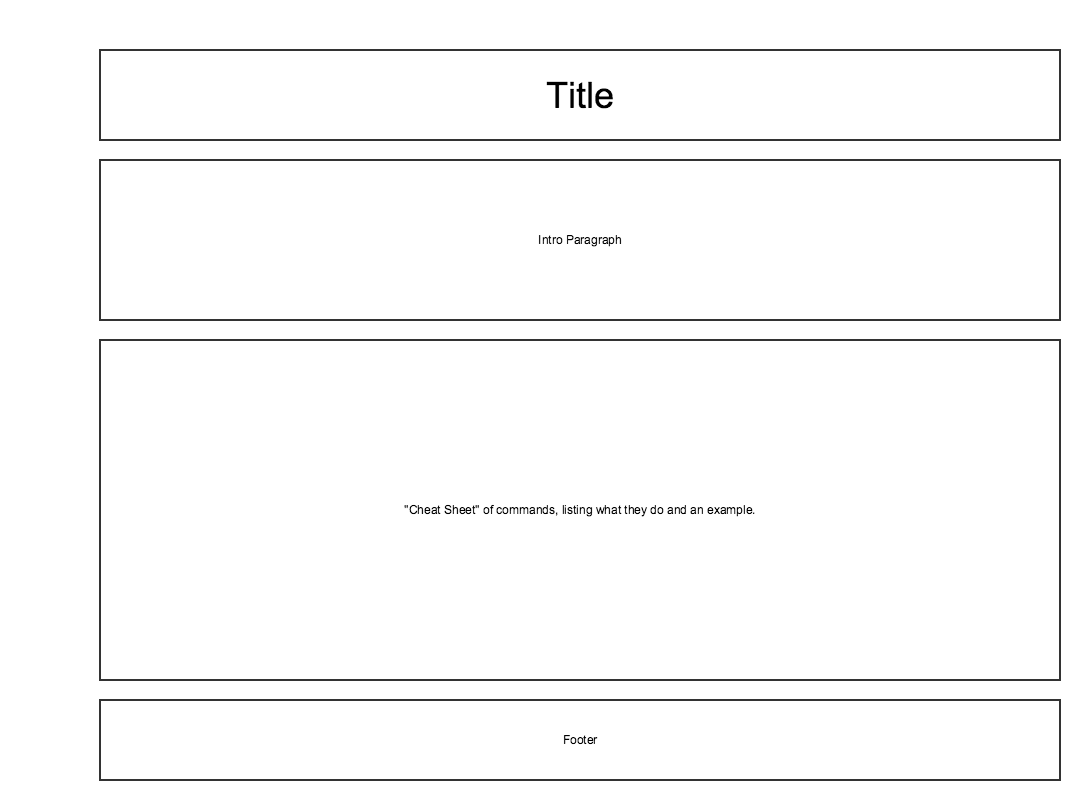 Title
Intro Paragraph
"Cheat Sheet" of commands, listing what they do and an example.
Footer